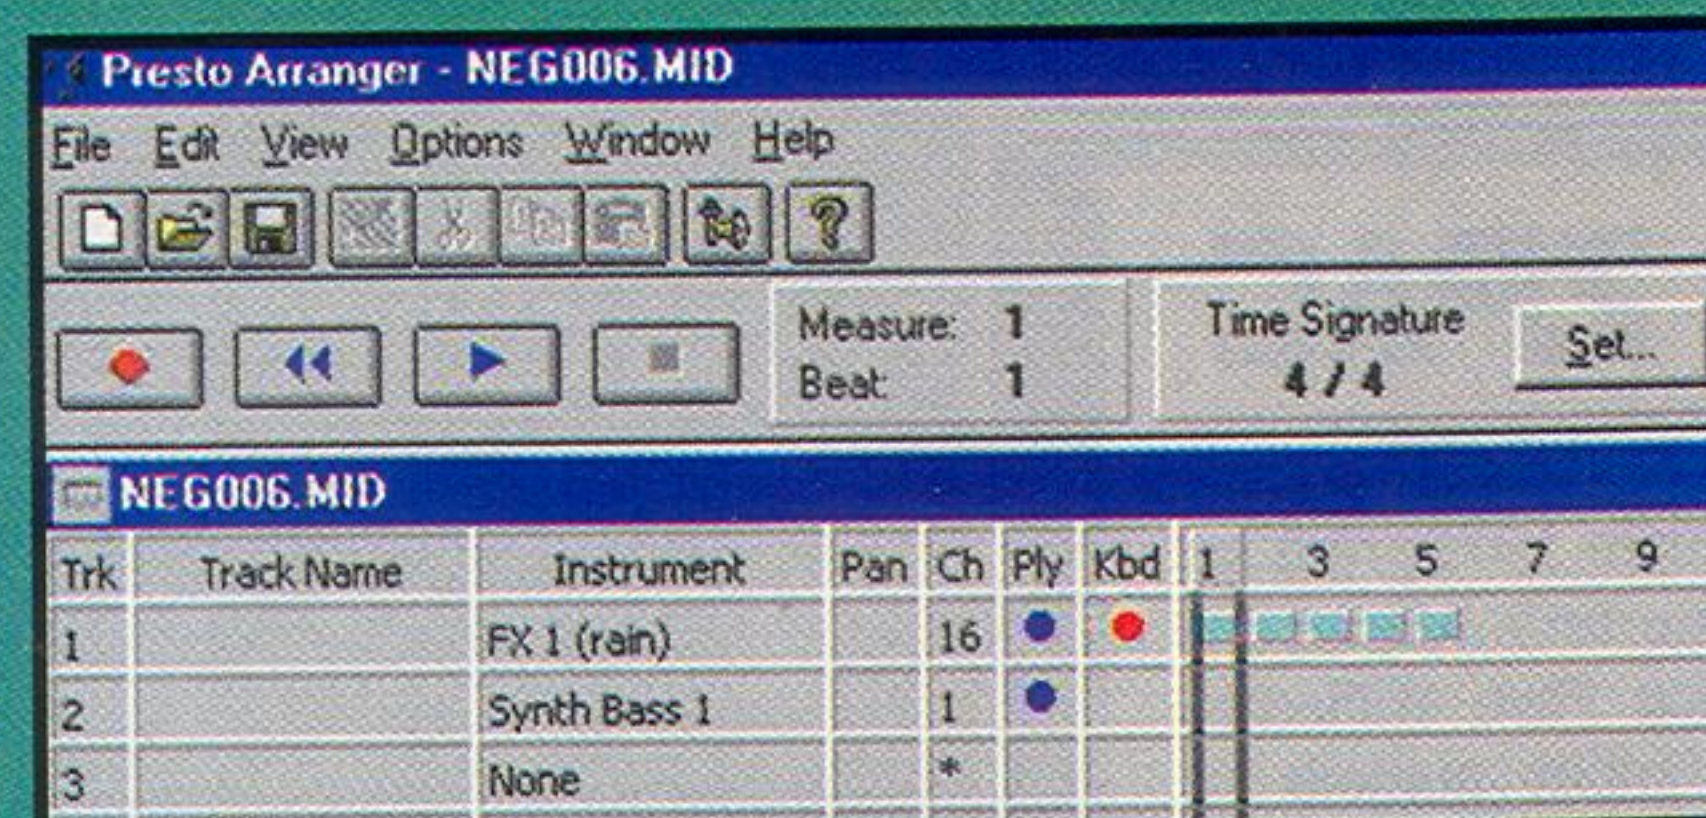 Presto Arranger - NEG006.MID
File Edit View Options Window Help
Measure: 1
Beat: 1
Time Signature
4 / 4
Set...
NEG006.MID
Trk Track Name Instrument Pan Ch Ply Kbd 1 3 5 7 9
1 FX 1 (rain) 16
2 Synth Bass 1 1
3 None *